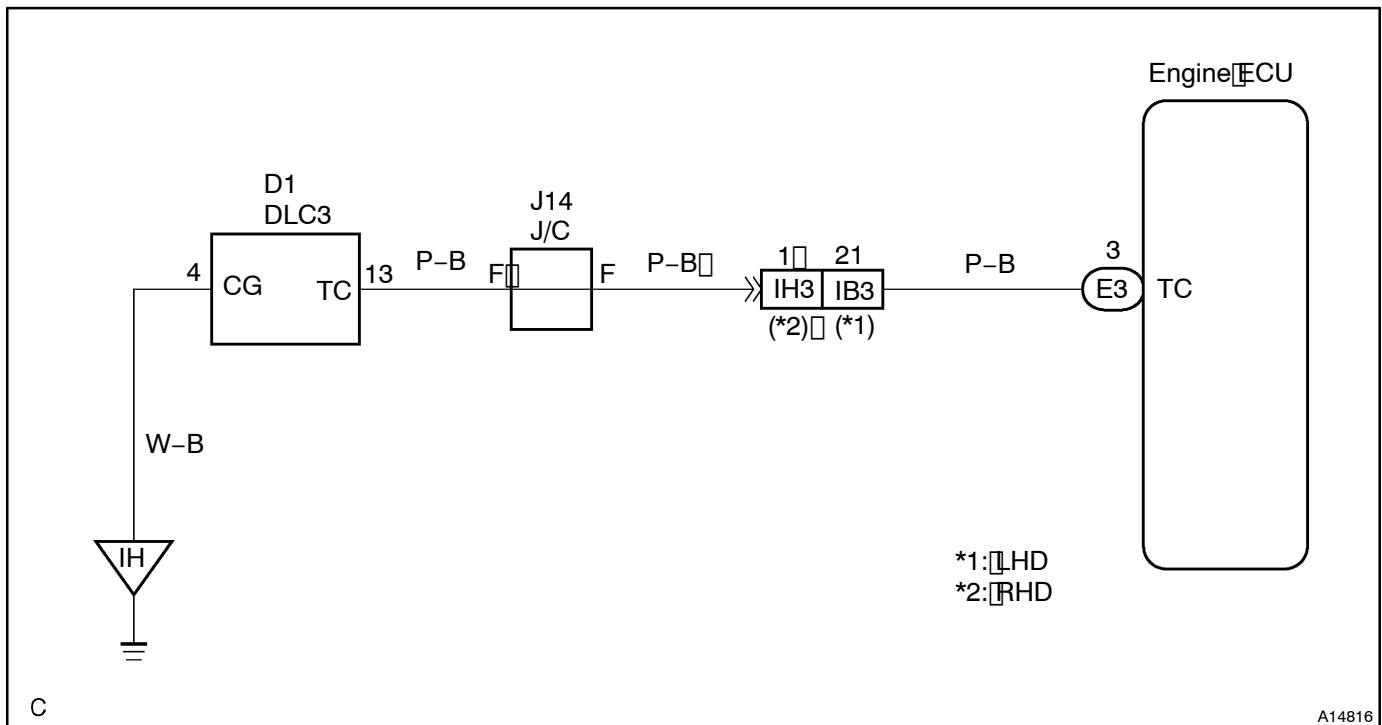 Engine▯ECU
D1
DLC3
J14
J/C
4 CG TC 13 P–B F▯ F P–B▯ 1▯ 21 P–B 3
IH3 IB3 E3 TC
(*2)▯ (*1)
W–B
IH
*1:▯LHD
*2:▯RHD
C
A14816